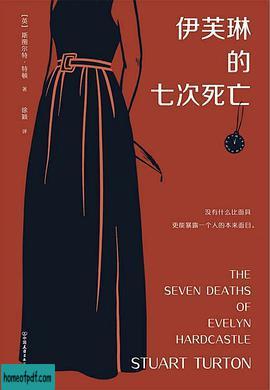 伊芙琳
的
七次死亡
[英] 斯图尔特·特顿 著
徐颖 译
没有什么比面具
更能暴露一个人的本来面目。
THE
SEVEN DEATHS
OF
EVELYN
HARDCASTLE
STUART TURTON
homeofpdf.com